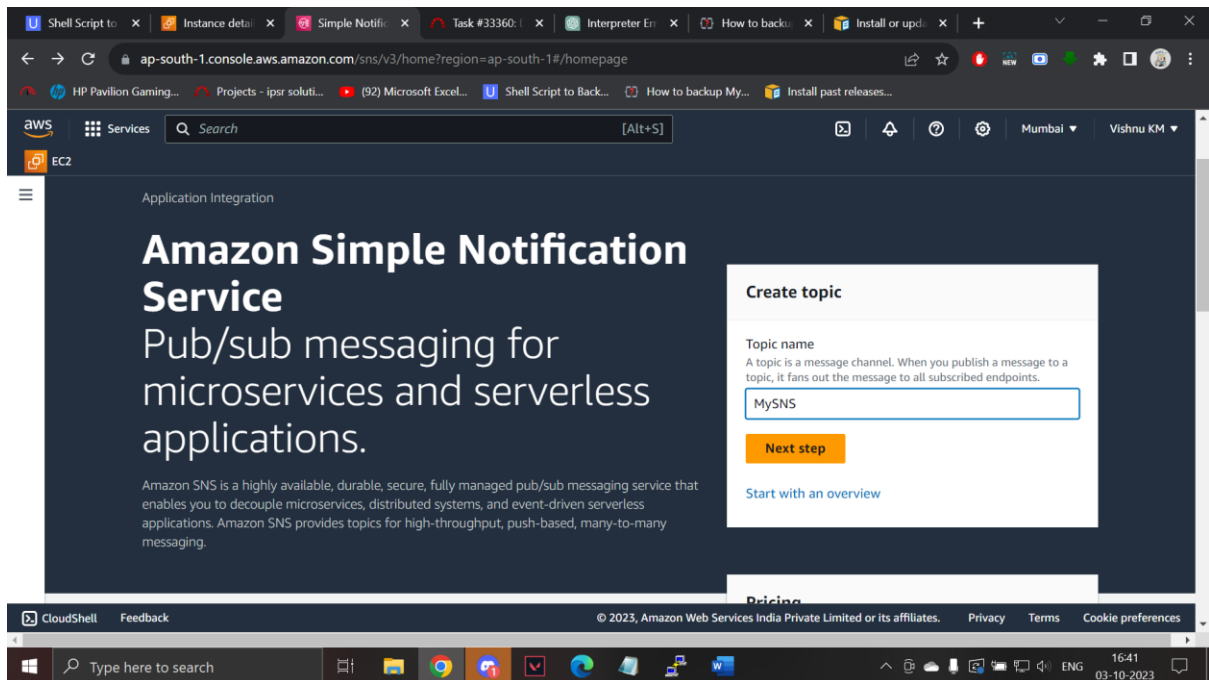 Shell Script to
Instance detail
Simple Notific
Task #33360: (
Interpreter Err
How to backu
Install or upda
ap-south-1.console.aws.amazon.com/sns/v3/home?region=ap-south-1#/homepage
NEW
HP Pavilion Gaming...
Projects - ipsr soluti...
(92) Microsoft Excel...
Shell Script to Back...
How to backup My...
Install past releases...
aws
Services
Search
[Alt+S]
Mumbai
Vishnu KM
EC2
Application Integration
Amazon Simple Notification
Service
Pub/sub messaging for
microservices and serverless
applications.
Amazon SNS is a highly available, durable, secure, fully managed pub/sub messaging service that
enables you to decouple microservices, distributed systems, and event-driven serverless
applications. Amazon SNS provides topics for high-throughput, push-based, many-to-many
messaging.
Create topic
Topic name
A topic is a message channel. When you publish a message to a
topic, it fans out the message to all subscribed endpoints.
MySNS
Next step
Start with an overview
Pricing
CloudShell
Feedback
© 2023, Amazon Web Services India Private Limited or its affiliates.
Privacy
Terms
Cookie preferences
Type here to search
ENG
16:41
03-10-2023